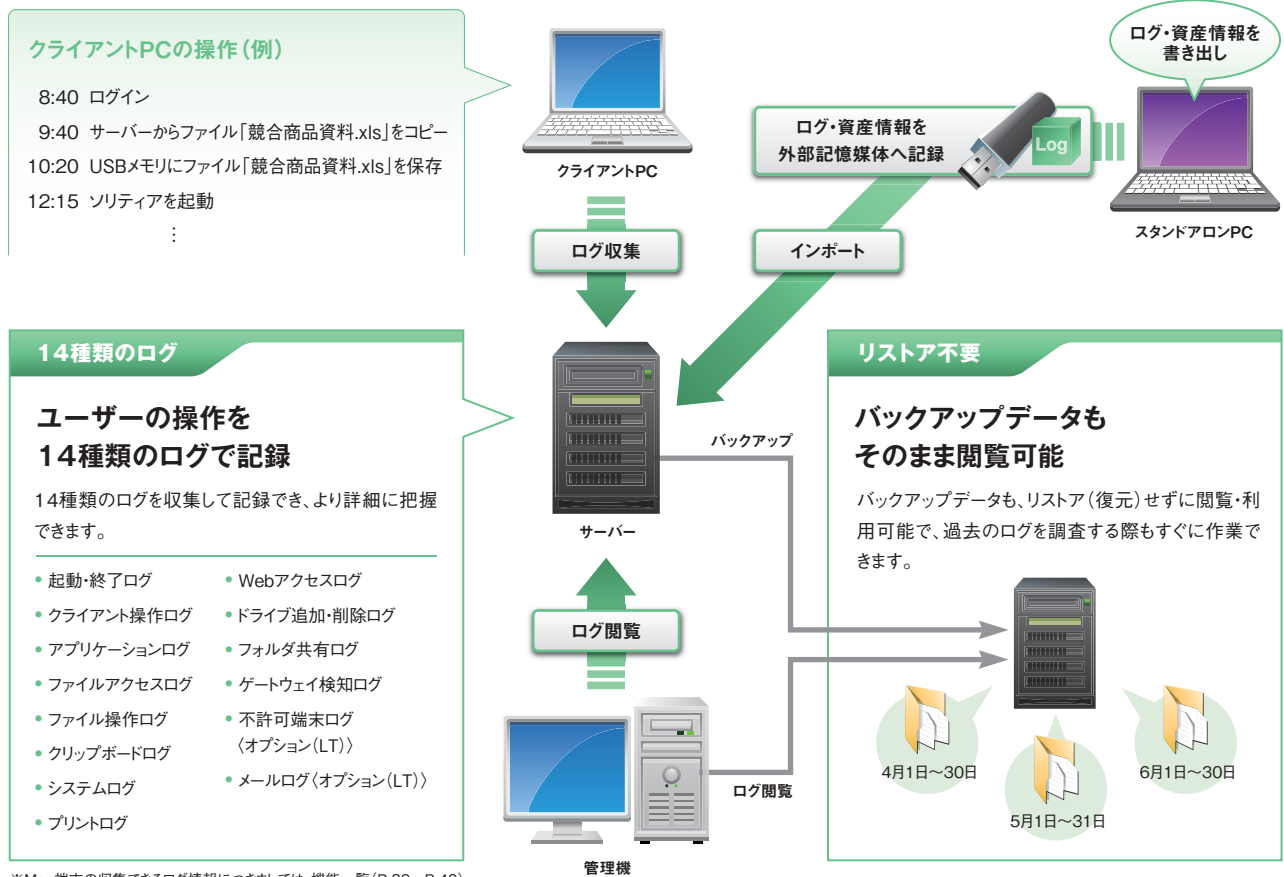 クライアントPCの操作（例）
8:40 ログイン
9:40 サーバーからファイル「競合商品資料.xls」をコピー
10:20 USBメモリにファイル「競合商品資料.xls」を保存
12:15 ソリティアを起動
⋮
クライアントPC
ログ・資産情報を
外部記憶媒体へ記録
Log
ログ・資産情報を
書き出し
スタンドアロンPC
ログ収集
インポート
14種類のログ
ユーザーの操作を
14種類のログで記録
14種類のログを収集して記録でき、より詳細に把握
できます。
• 起動・終了ログ
• クライアント操作ログ
• アプリケーションログ
• ファイルアクセスログ
• ファイル操作ログ
• クリップボードログ
• システムログ
• プリントログ
• Webアクセスログ
• ドライブ追加・削除ログ
• フォルダ共有ログ
• ゲートウェイ検知ログ
• 不許可端末ログ
〈オプション（LT）〉
• メールログ〈オプション（LT）〉
サーバー
バックアップ
ログ閲覧
ログ閲覧
管理機
リストア不要
バックアップデータも
そのまま閲覧可能
バックアップデータも、リストア（復元）せずに閲覧・利
用可能で、過去のログを調査する際もすぐに作業で
きます。
4月1日〜30日
5月1日〜31日
6月1日〜30日